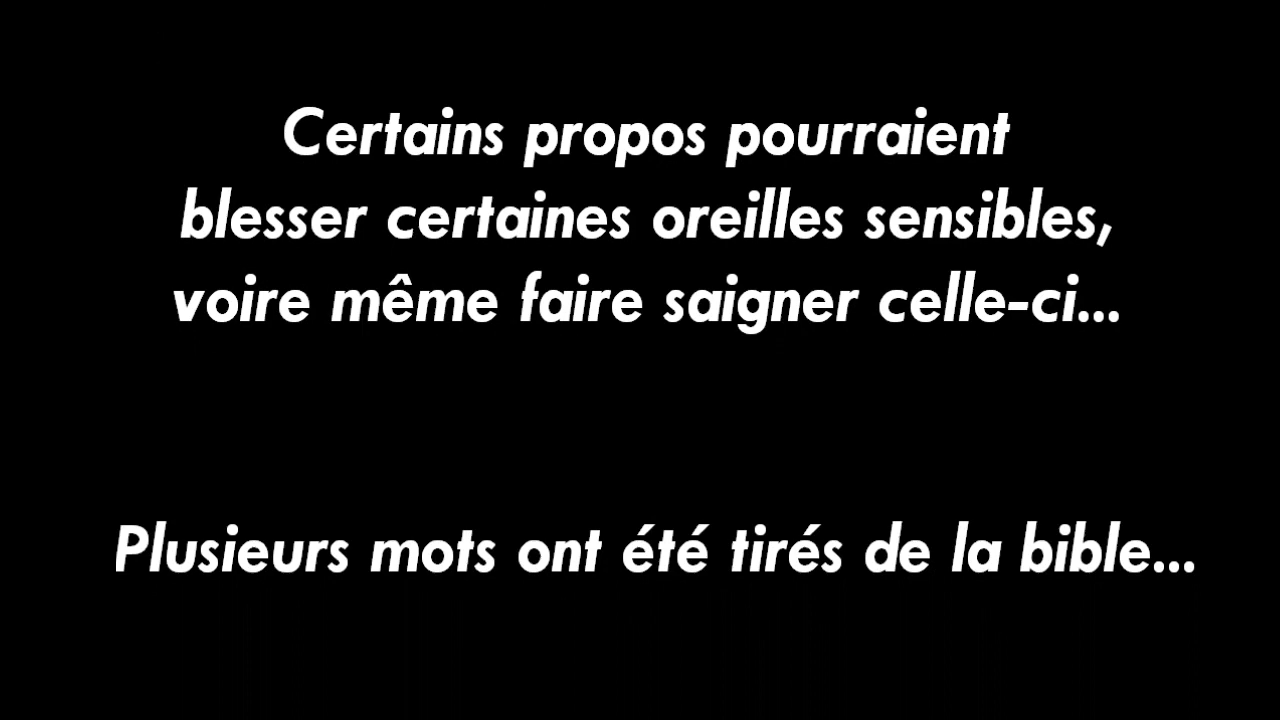 Certains propos pourraient
blesser certaines oreilles sensibles,
voire même faire saigner celle-ci...
Plusieurs mots ont été tirés de la bible...